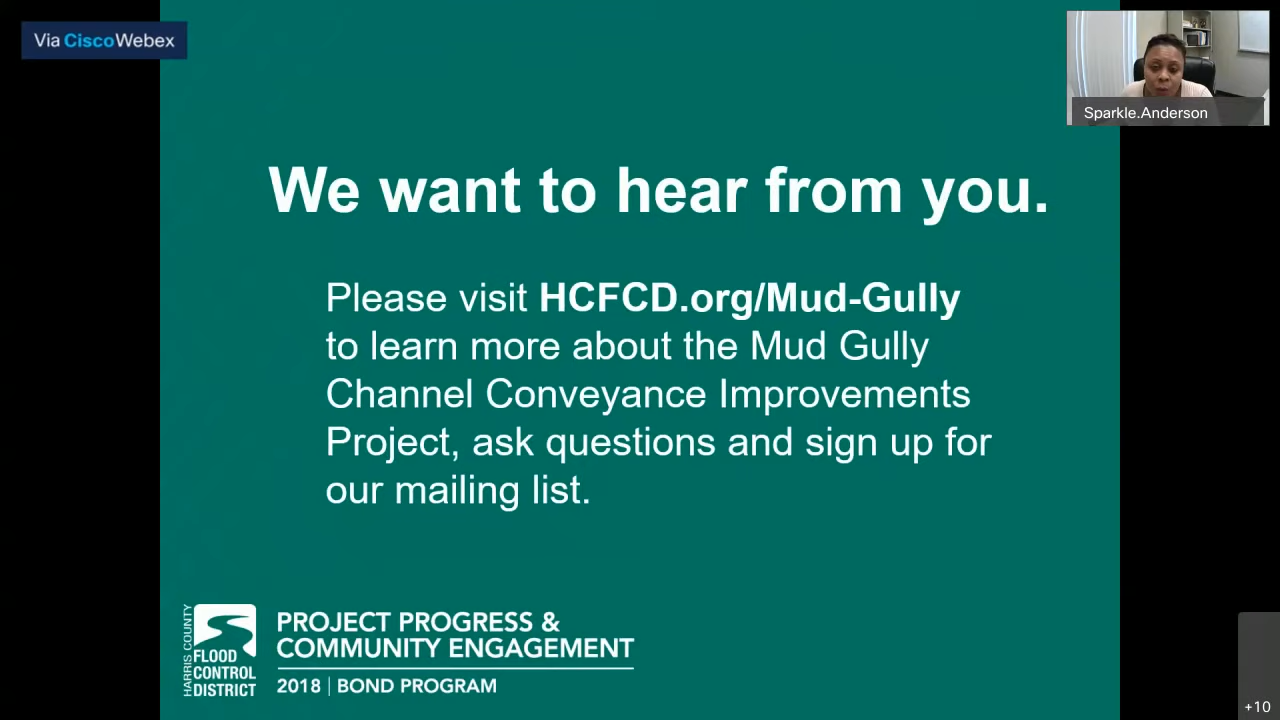 Via CiscoWebex
Sparkle.Anderson
We want to hear from you.
Please visit HCFCD.org/Mud-Gully
to learn more about the Mud Gully
Channel Conveyance Improvements
Project, ask questions and sign up for
our mailing list.
HARRIS COUNTY
FLOOD
CONTROL
DISTRICT
PROJECT PROGRESS &
COMMUNITY ENGAGEMENT
2018 | BOND PROGRAM
+10